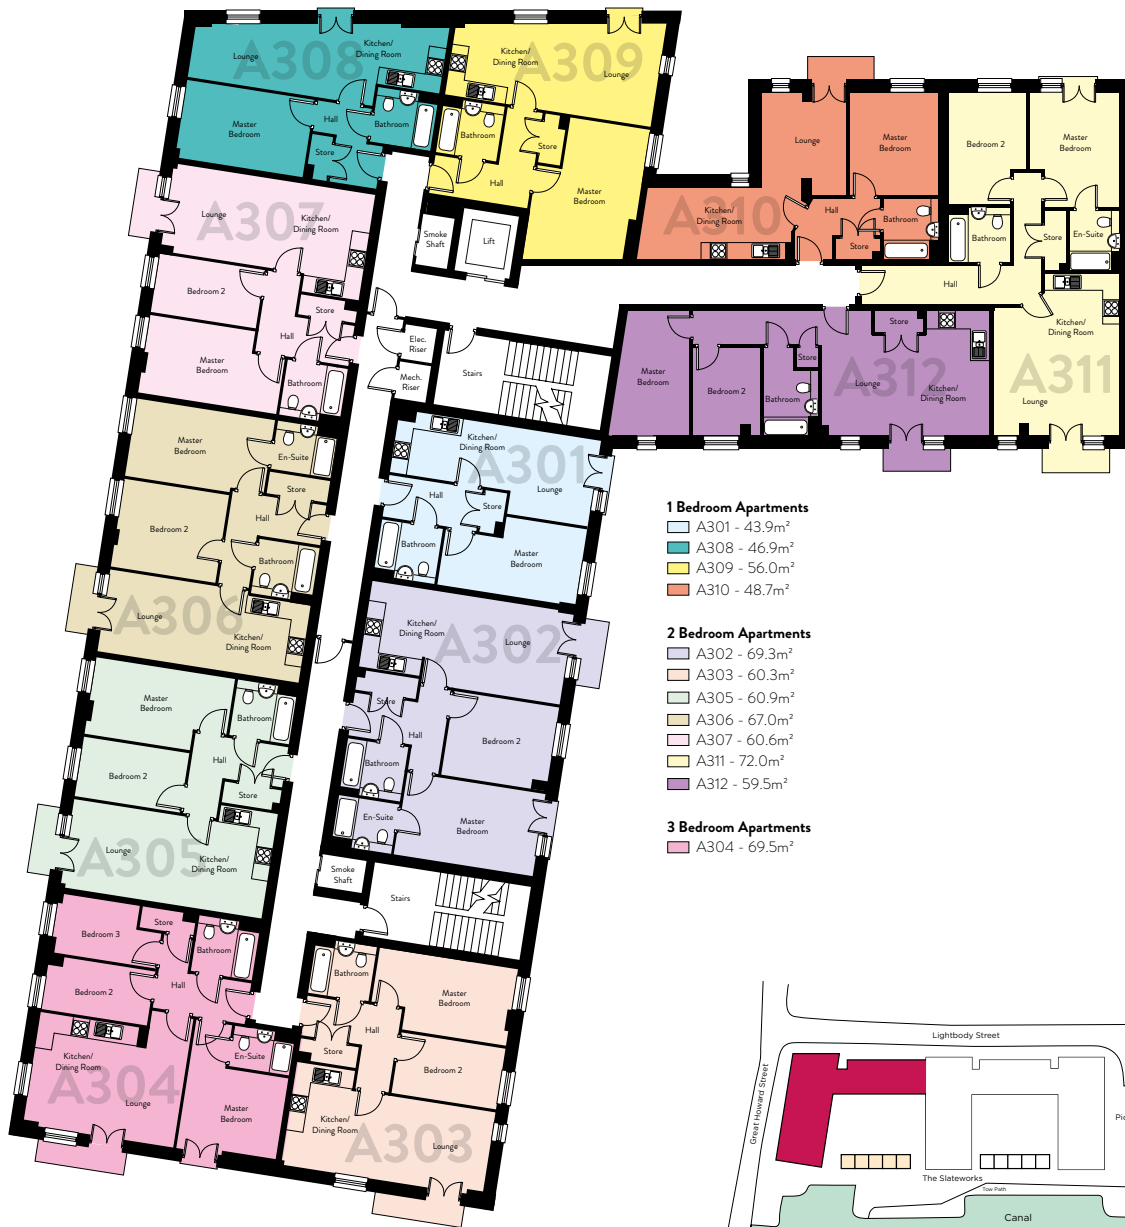 A308
Lounge
Kitchen/
Dining Room
Master
Bedroom
Hall
Bathroom
Store
A309
Kitchen/
Dining Room
Lounge
Bathroom
Store
Hall
Master
Bedroom
A310
Lounge
Master
Bedroom
Kitchen/
Dining Room
Hall
Bathroom
Store
A311
Bedroom 2
Master
Bedroom
Bathroom
Store
En-Suite
Hall
Kitchen/
Dining Room
Lounge
A312
Master
Bedroom
Bedroom 2
Bathroom
Store
Store
Lounge
Kitchen/
Dining Room
Smoke
Shaft
Lift
A307
Lounge
Kitchen/
Dining Room
Bedroom 2
Store
Hall
Master
Bedroom
Bathroom
Elec.
Riser
Mech.
Riser
Stairs
A306
Master
Bedroom
En-Suite
Store
Bedroom 2
Hall
Bathroom
Lounge
Kitchen/
Dining Room
A301
Kitchen/
Dining Room
Lounge
Hall
Store
Bathroom
Master
Bedroom
A302
Kitchen/
Dining Room
Lounge
Store
Hall
Bedroom 2
Bathroom
En-Suite
Master
Bedroom
A305
Master
Bedroom
Bathroom
Bedroom 2
Hall
Store
Lounge
Kitchen/
Dining Room
Smoke
Shaft
Stairs
A304
Store
Bedroom 3
Bathroom
Bedroom 2
Hall
En-Suite
Kitchen/
Dining Room
Lounge
Master
Bedroom
A303
Bathroom
Master
Bedroom
Hall
Store
Bedroom 2
Kitchen/
Dining Room
Lounge
1 Bedroom Apartments
A301 - 43.9m²
A308 - 46.9m²
A309 - 56.0m²
A310 - 48.7m²
2 Bedroom Apartments
A302 - 69.3m²
A303 - 60.3m²
A305 - 60.9m²
A306 - 67.0m²
A307 - 60.6m²
A311 - 72.0m²
A312 - 59.5m²
3 Bedroom Apartments
A304 - 69.5m²
Lightbody Street
Great Howard Street
The Slateworks
Tow Path
Canal